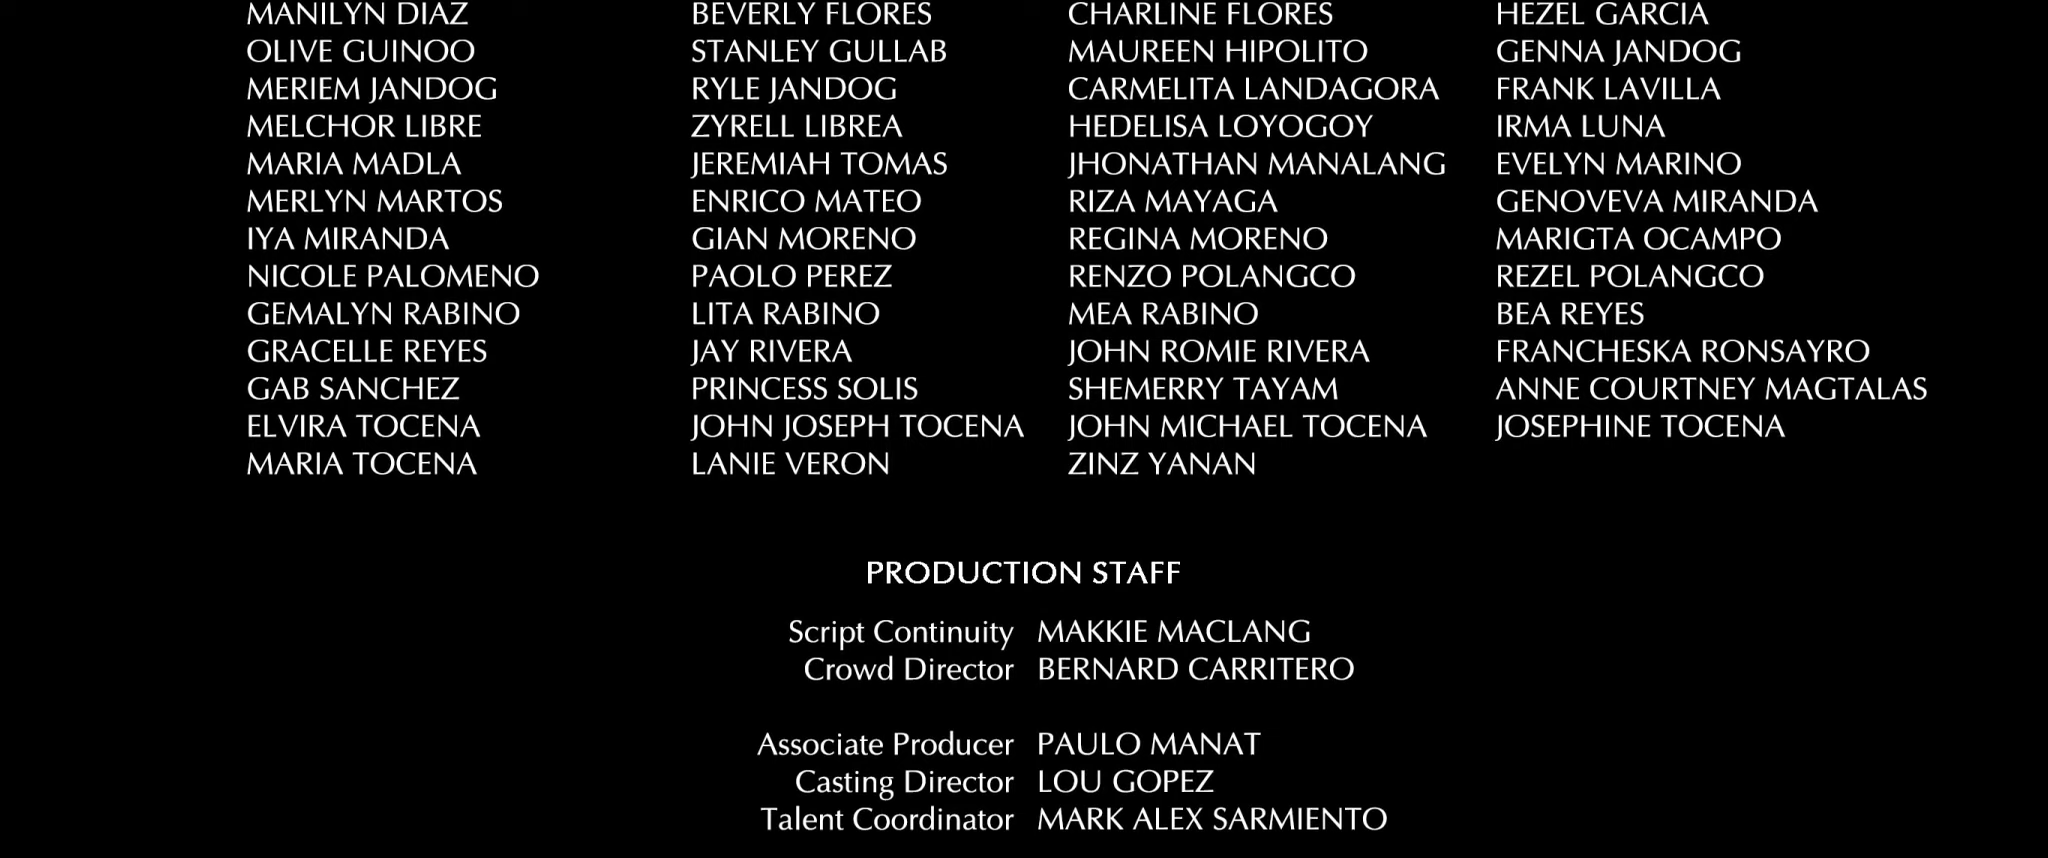 MANILYN DIAZ BEVERLY FLORES CHARLINE FLORES HEZEL GARCIA
OLIVE GUINOO STANLEY GULLAB MAUREEN HIPOLITO GENNA JANDOG
MERIEM JANDOG RYLE JANDOG CARMELITA LANDAGORA FRANK LAVILLA
MELCHOR LIBRE ZYRELL LIBREA HEDELISA LOYOGOY IRMA LUNA
MARIA MADLA JEREMIAH TOMAS JHONATHAN MANALANG EVELYN MARINO
MERLYN MARTOS ENRICO MATEO RIZA MAYAGA GENOVEVA MIRANDA
IYA MIRANDA GIAN MORENO REGINA MORENO MARIGTA OCAMPO
NICOLE PALOMENO PAOLO PEREZ RENZO POLANGCO REZEL POLANGCO
GEMALYN RABINO LITA RABINO MEA RABINO BEA REYES
GRACELLE REYES JAY RIVERA JOHN ROMIE RIVERA FRANCHESKA RONSAYRO
GAB SANCHEZ PRINCESS SOLIS SHEMERRY TAYAM ANNE COURTNEY MAGTALAS
ELVIRA TOCENA JOHN JOSEPH TOCENA JOHN MICHAEL TOCENA JOSEPHINE TOCENA
MARIA TOCENA LANIE VERON ZINZ YANAN
PRODUCTION STAFF
Script Continuity MAKKIE MACLANG
Crowd Director BERNARD CARRITERO
Associate Producer PAULO MANAT
Casting Director LOU GOPEZ
Talent Coordinator MARK ALEX SARMIENTO